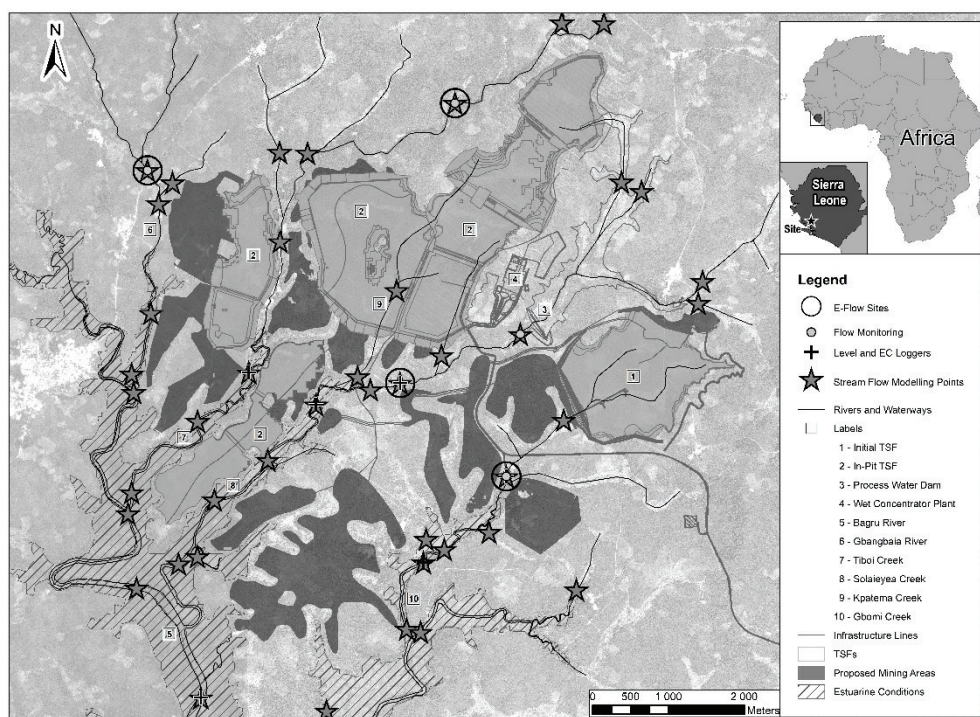 N
6
2
2
2
9
4
3
1
7
2
8
10
5
0 500 1 000 2 000
Meters
Africa
Sierra
Leone
Site
Legend
E-Flow Sites
Flow Monitoring
Level and EC Loggers
Stream Flow Modelling Points
Rivers and Waterways
Labels
1 - Initial TSF
2 - In-Pit TSF
3 - Process Water Dam
4 - Wet Concentrator Plant
5 - Bagru River
6 - Gbangbaia River
7 - Tiboi Creek
8 - Solaieyea Creek
9 - Kpatema Creek
10 - Gbomi Creek
Infrastructure Lines
TSFs
Proposed Mining Areas
Estuarine Conditions